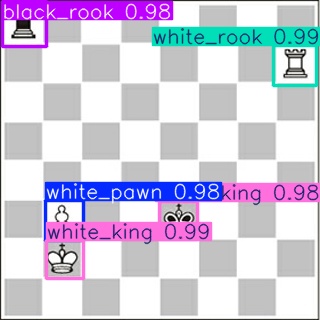 black_rook 0.98
white_rook 0.99
white_pawn 0.98
king 0.98
white_king 0.99